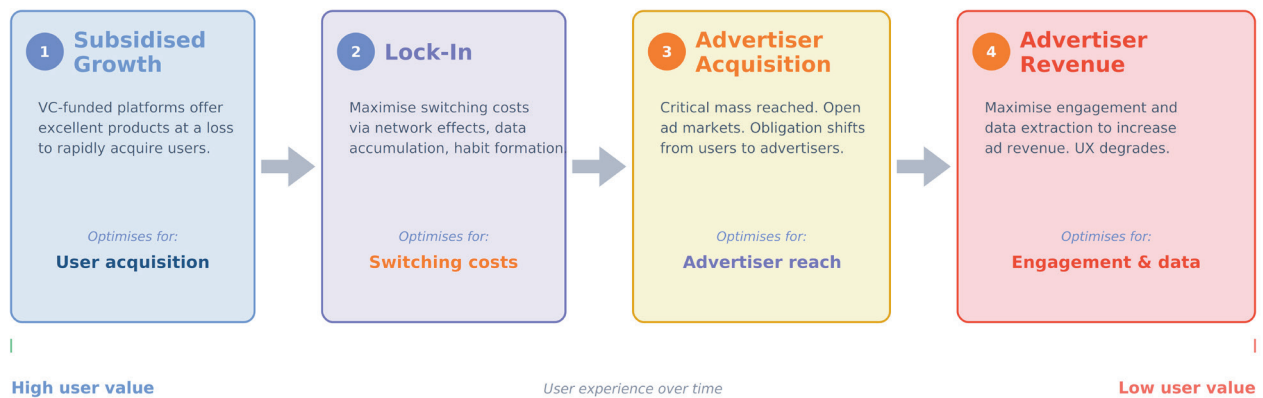 1
Subsidised
Growth
VC-funded platforms offer
excellent products at a loss
to rapidly acquire users.
Optimises for:
User acquisition
2
Lock-In
Maximise switching costs
via network effects, data
accumulation, habit formation.
Optimises for:
Switching costs
3
Advertiser
Acquisition
Critical mass reached. Open
ad markets. Obligation shifts
from users to advertisers.
Optimises for:
Advertiser reach
4
Advertiser
Revenue
Maximise engagement and
data extraction to increase
ad revenue. UX degrades.
Optimises for:
Engagement & data
High user value
User experience over time
Low user value